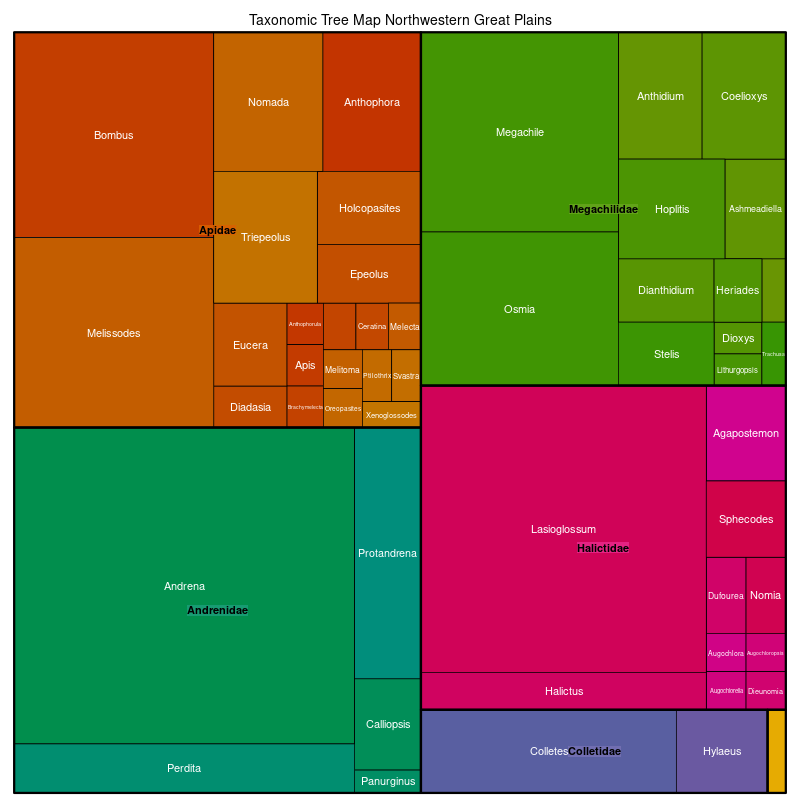 Taxonomic Tree Map Northwestern Great Plains
Bombus
Nomada
Anthophora
Triepeolus
Holcopasites
Epeolus
Apidae
Melissodes
Eucera
Anthophorula
Ceratina
Melecta
Apis
Melitoma
Ptilothrix
Svastra
Diadasia
Brachymelecta
Oreopasites
Xenoglossodes
Megachile
Anthidium
Coelioxys
Hoplitis
Ashmeadiella
Megachilidae
Osmia
Dianthidium
Heriades
Stelis
Dioxys
Lithurgopsis
Trachusa
Andrena
Protandrena
Andrenidae
Calliopsis
Perdita
Panurginus
Lasioglossum
Agapostemon
Sphecodes
Halictidae
Dufourea
Nomia
Augochlora
Augochloropsis
Augochlorella
Dieunomia
Halictus
Colletes
Colletidae
Hylaeus